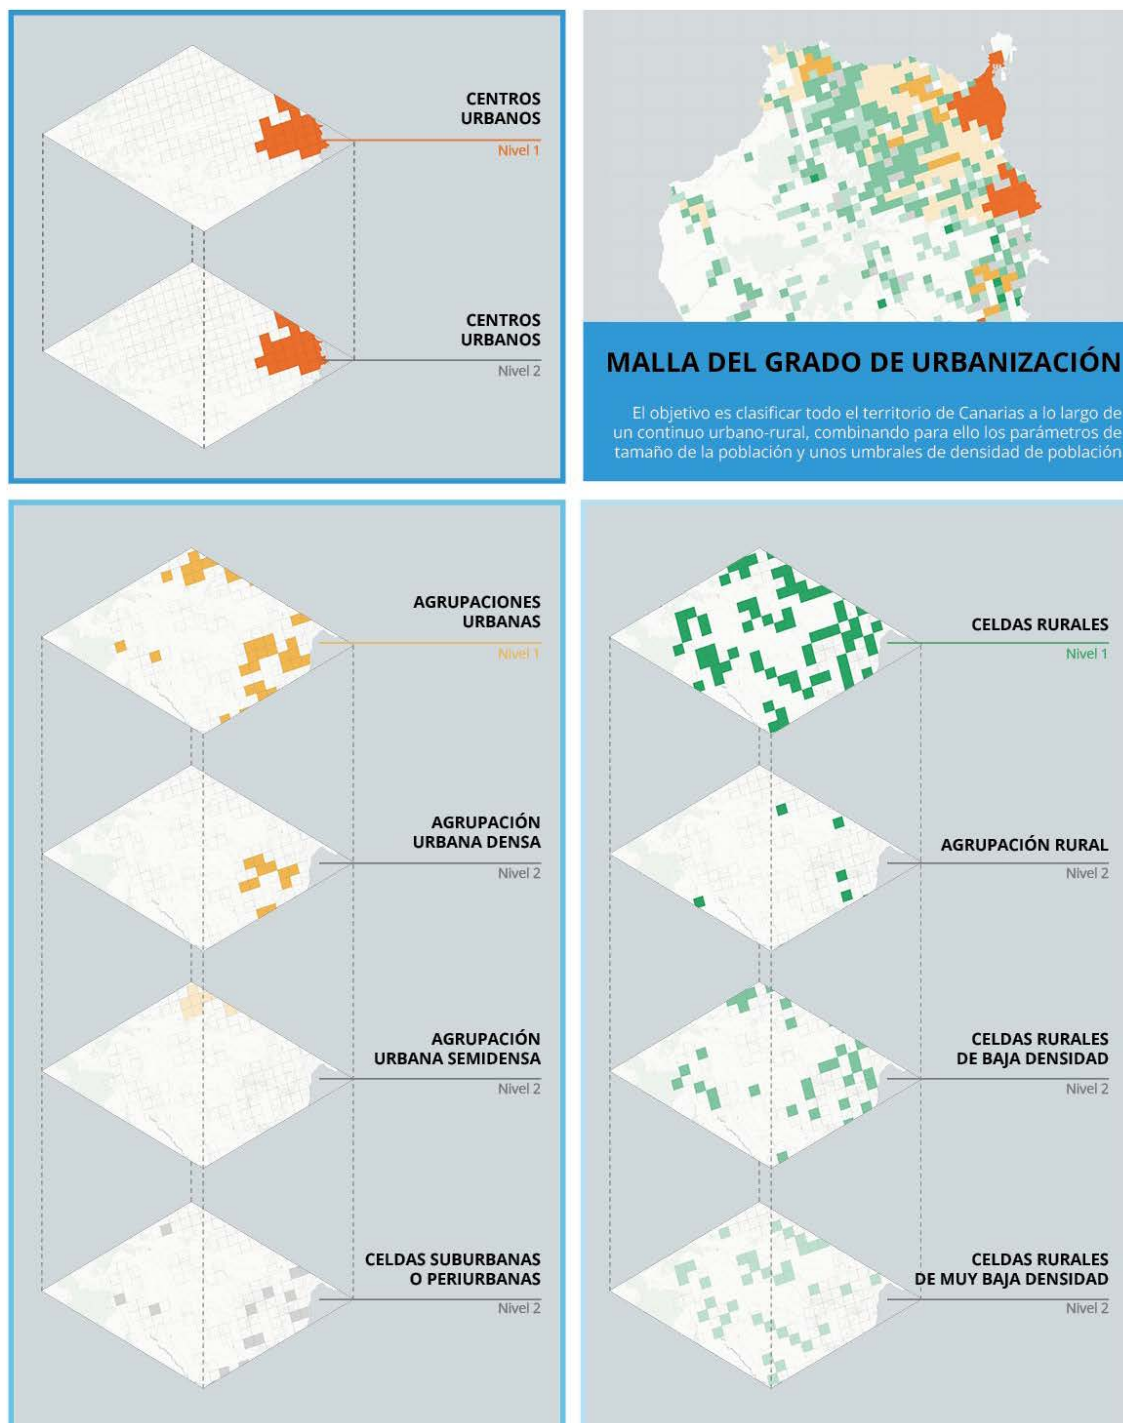 CENTROS
URBANOS
Nivel 1
CENTROS
URBANOS
Nivel 2
MALLA DEL GRADO DE URBANIZACIÓN
El objetivo es clasificar todo el territorio de Canarias a lo largo de
un continuo urbano-rural, combinando para ello los parámetros de
tamaño de la población y unos umbrales de densidad de población
AGRUPACIONES
URBANAS
Nivel 1
AGRUPACIÓN
URBANA DENSA
Nivel 2
AGRUPACIÓN
URBANA SEMIDENSA
Nivel 2
CELDAS SUBURBANAS
O PERIURBANAS
Nivel 2
CELDAS RURALES
Nivel 1
AGRUPACIÓN RURAL
Nivel 2
CELDAS RURALES
DE BAJA DENSIDAD
Nivel 2
CELDAS RURALES
DE MUY BAJA DENSIDAD
Nivel 2